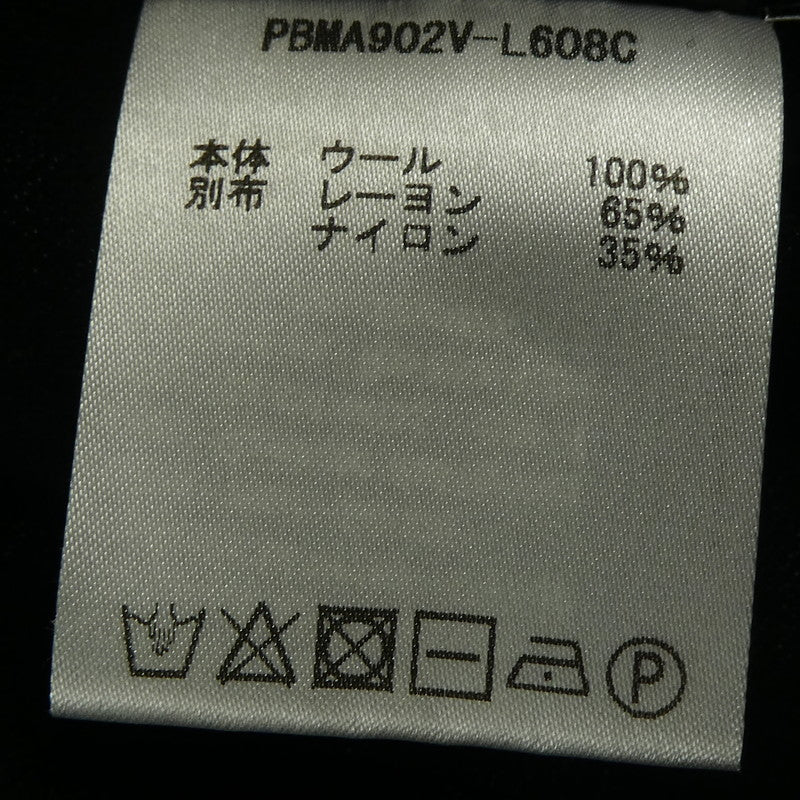 PBMA902V-L608C
本体 ウール 100%
別布 レーヨン 65%
ナイロン 35%
P